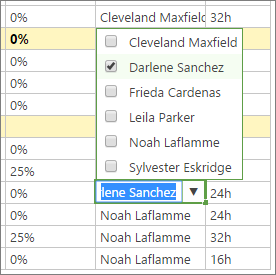 0% Cleveland Maxfield 32h
0% Cleveland Maxfield
0% Darlene Sanchez
0% Frieda Cardenas
0% Leila Parker
0% Noah Laflamme
25% Sylvester Eskridge
0% lene Sanchez 24h
0% Noah Laflamme 24h
25% Noah Laflamme 32h
0% Noah Laflamme 16h